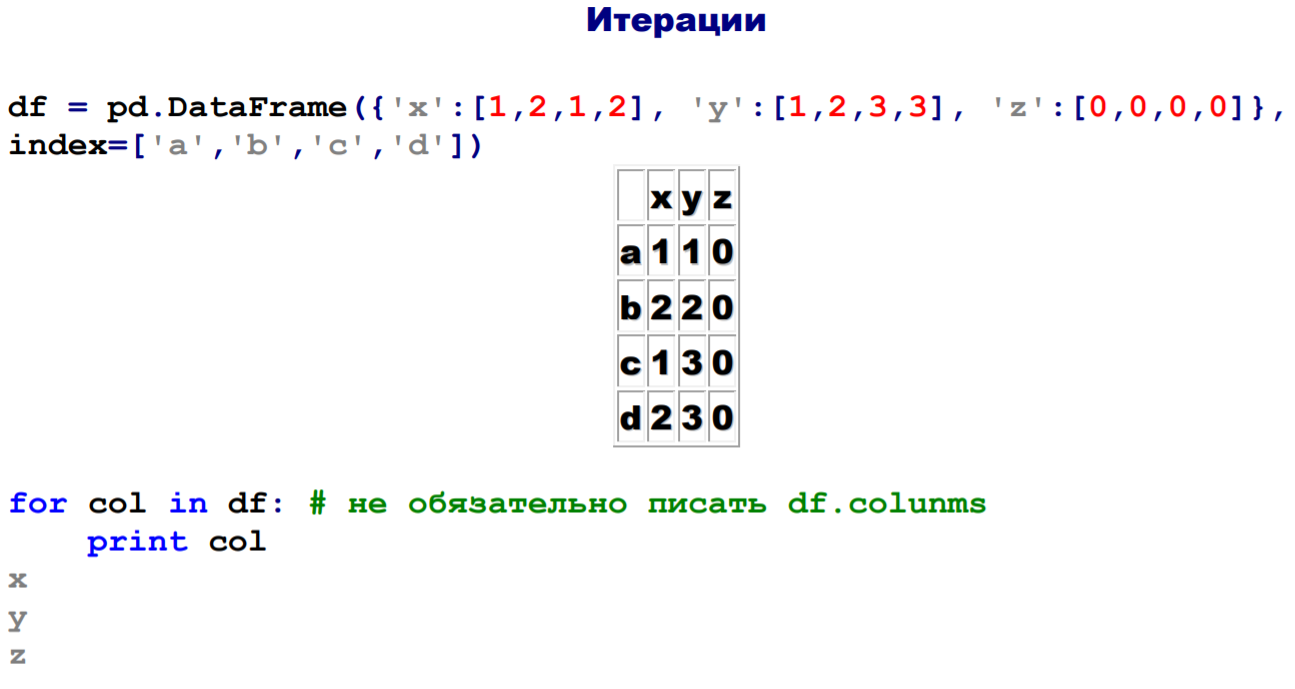 Итерации
df = pd.DataFrame({'x':[1,2,1,2], 'y':[1,2,3,3], 'z':[0,0,0,0]},
index=['a','b','c','d'])
x y z
a 1 1 0
b 2 2 0
c 1 3 0
d 2 3 0
for col in df: # не обязательно писать df.colunms
    print col
x
y
z